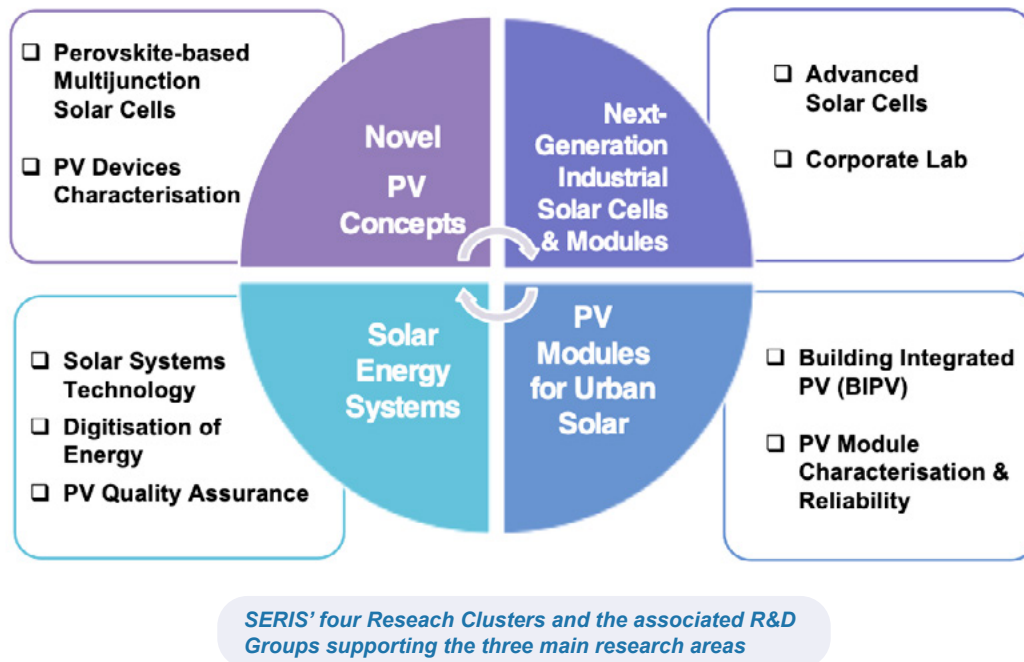 ❑ Perovskite-based
Multijunction
Solar Cells
❑ PV Devices
Characterisation
Novel
PV
Concepts
Next-
Generation
Industrial
Solar Cells
& Modules
❑ Advanced
Solar Cells
❑ Corporate Lab
❑ Solar Systems
Technology
❑ Digitisation of
Energy
❑ PV Quality Assurance
Solar
Energy
Systems
PV
Modules
for Urban
Solar
❑ Building Integrated
PV (BIPV)
❑ PV Module
Characterisation &
Reliability
SERIS' four Reseach Clusters and the associated R&D
Groups supporting the three main research areas